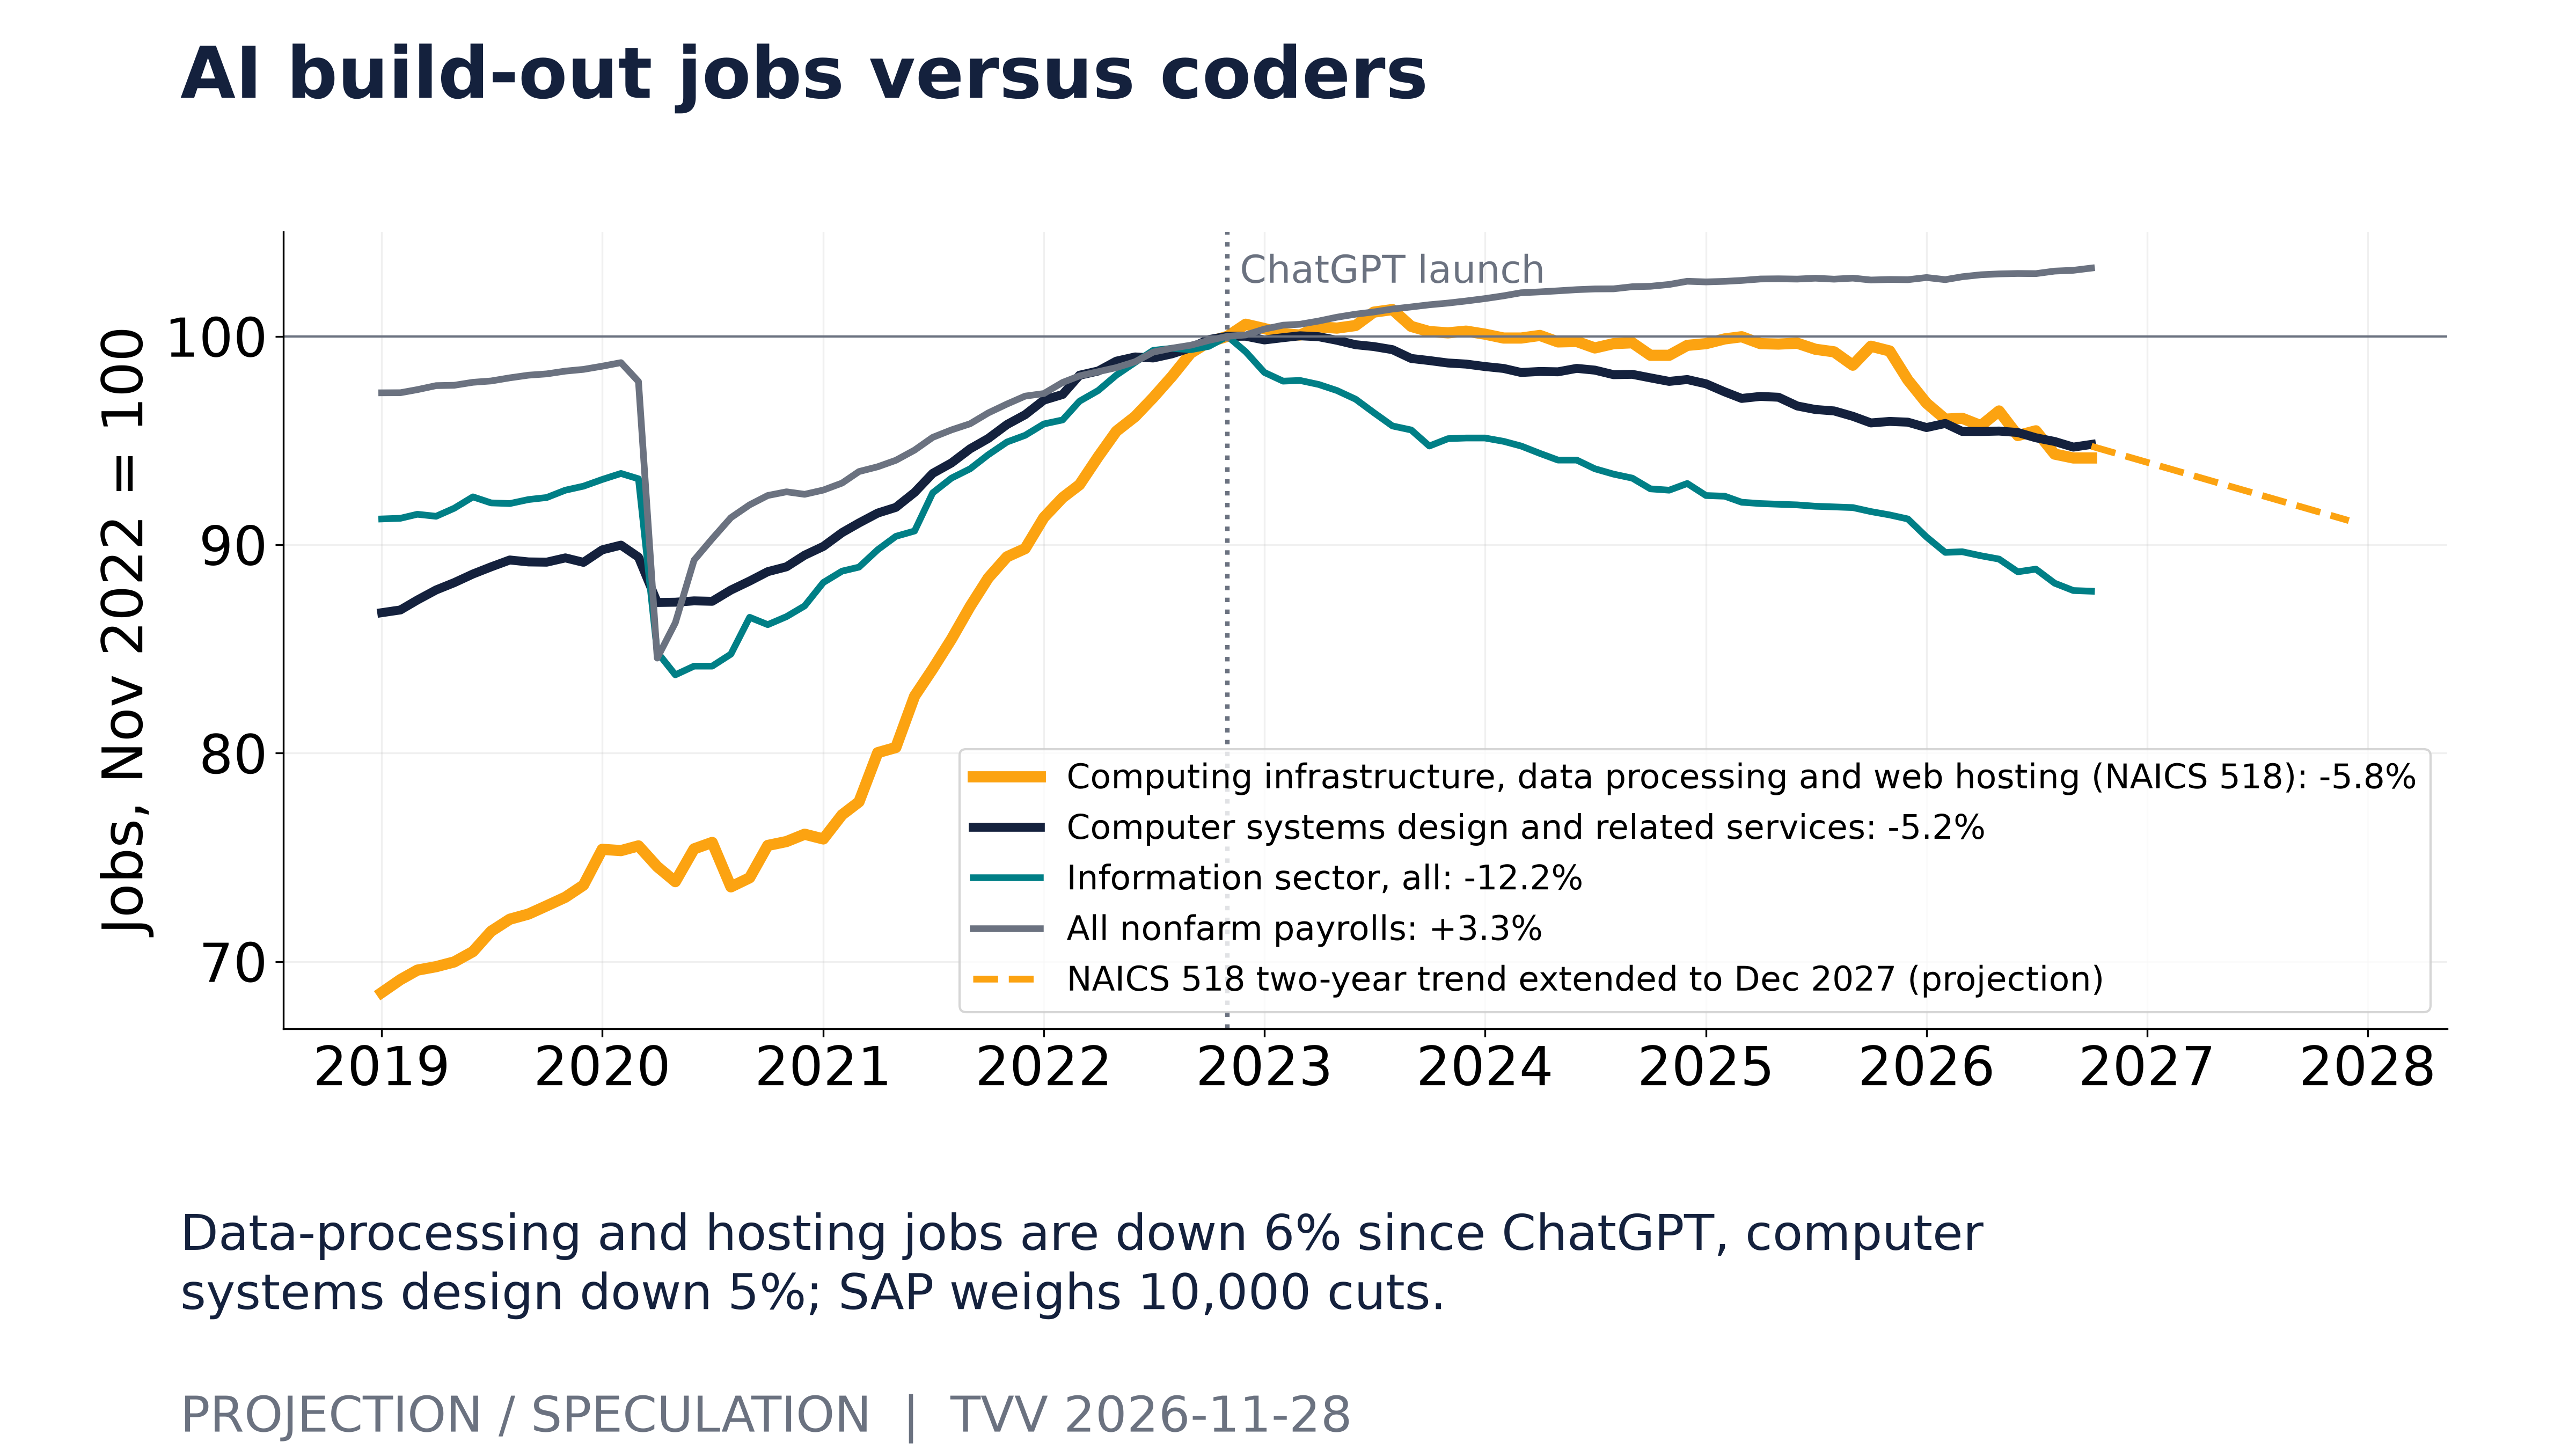 AI build-out jobs versus coders
Jobs, Nov 2022 = 100
100
90
80
70
ChatGPT launch
Computing infrastructure, data processing and web hosting (NAICS 518): -5.8%
Computer systems design and related services: -5.2%
Information sector, all: -12.2%
All nonfarm payrolls: +3.3%
NAICS 518 two-year trend extended to Dec 2027 (projection)
2019 2020 2021 2022 2023 2024 2025 2026 2027 2028
Data-processing and hosting jobs are down 6% since ChatGPT, computer
systems design down 5%; SAP weighs 10,000 cuts.
PROJECTION / SPECULATION | TVV 2026-11-28